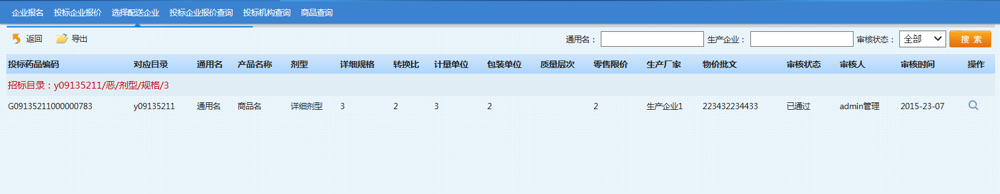 企业报名 投标企业报价 选择配送企业 投标企业报价查询 投标机构查询 商品查询
返回 导出 通用名： 生产企业： 审核状态： 全部 搜 索
投标药品编码 对应目录 通用名 产品名称 剂型 详细规格 转换比 计量单位 包装单位 质量层次 零售限价 生产厂家 物价批文 审核状态 审核人 审核时间 操作
招标目录：y09135211/恶/剂型/规格/3
G09135211000000783 y09135211 通用名 商品名 详细剂型 3 2 3 2 2 生产企业1 223432234433 已通过 admin管理 2015-23-07